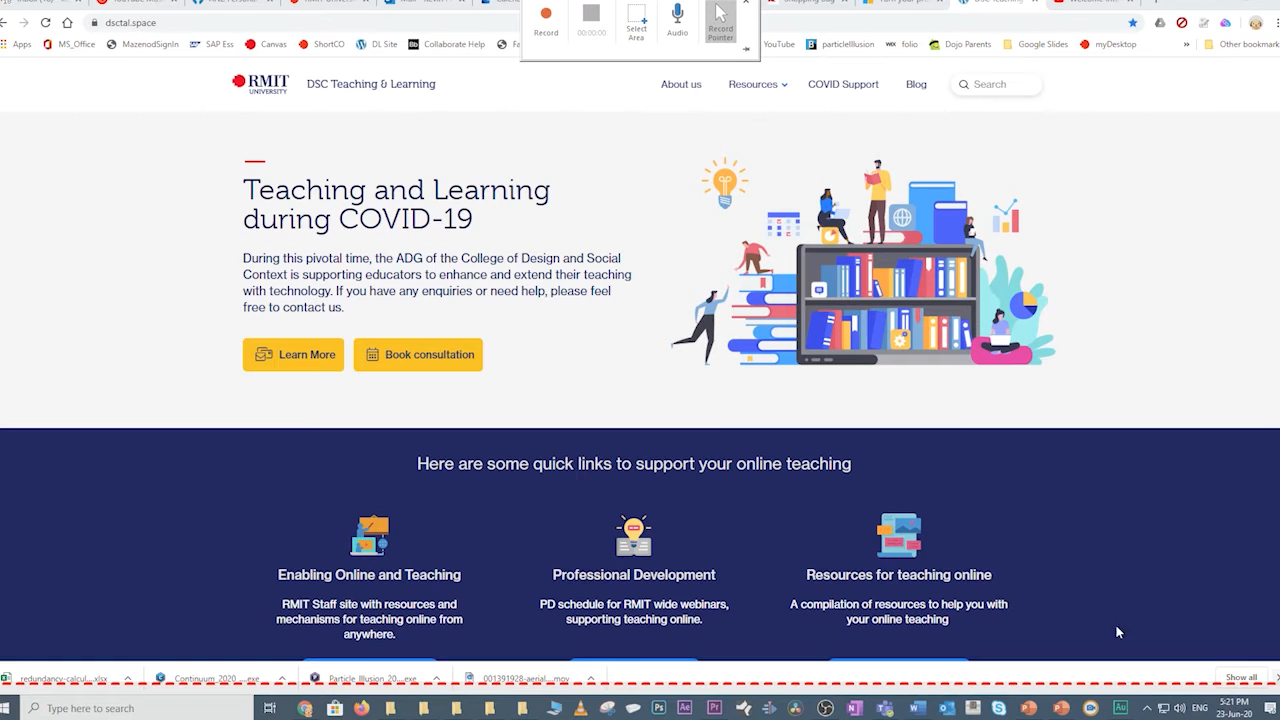 dsctal.space
Record
00:00:00
Select
Area
Audio
Record
Pointer
Apps
MS_Office
MazenodSignIn
SAP Ess
Canvas
ShortCO
DL Site
Collaborate Help
YouTube
particleIllusion
folio
Dojo Parents
Google Slides
myDesktop
Other bookmark
RMIT
UNIVERSITY
DSC Teaching & Learning
About us
Resources
COVID Support
Blog
Search
Teaching and Learning
during COVID-19
During this pivotal time, the ADG of the College of Design and Social
Context is supporting educators to enhance and extend their teaching
with technology. If you have any enquiries or need help, please feel
free to contact us.
Learn More
Book consultation
Here are some quick links to support your online teaching
Enabling Online and Teaching
RMIT Staff site with resources and
mechanisms for teaching online from
anywhere.
Professional Development
PD schedule for RMIT wide webinars,
supporting teaching online.
Resources for teaching online
A compilation of resources to help you with
your online teaching
redundancy-calcul....xlsx
Continuum_2020_....exe
Particle_Illusion_20....exe
001391928-aerial....mov
Show all
Type here to search
ENG
5:21 PM
23-Jun-20